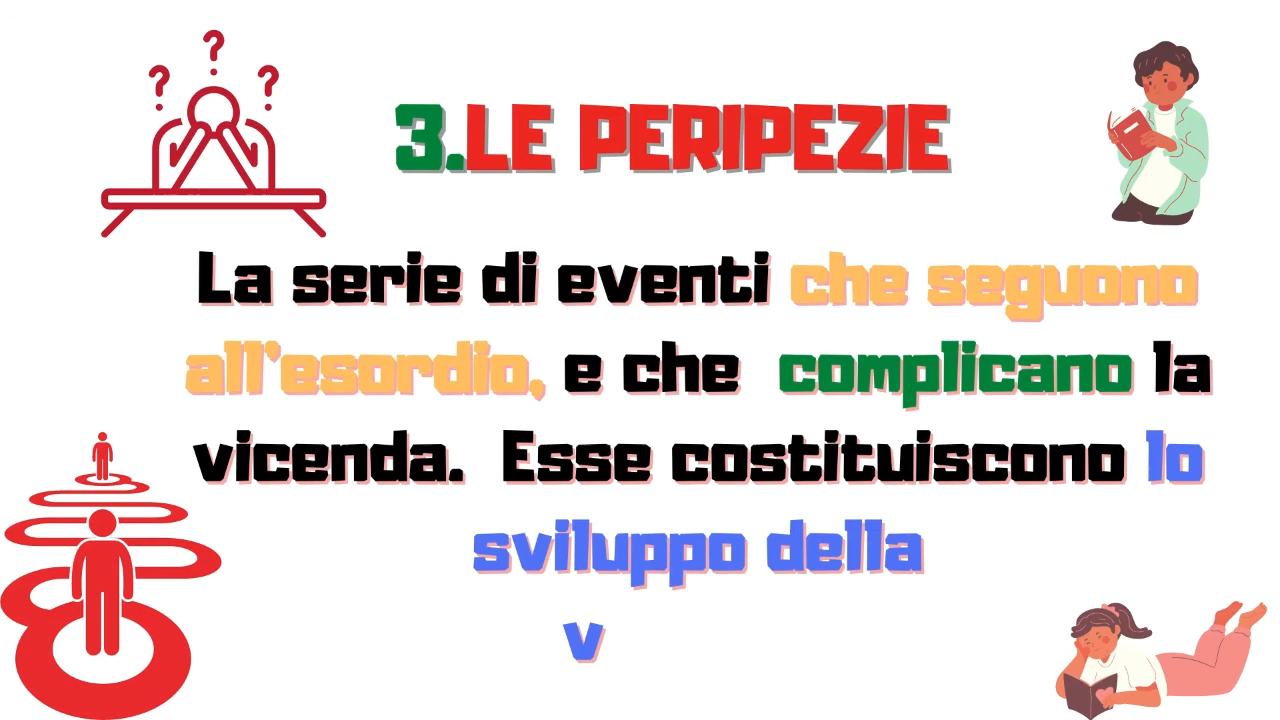 3.LE PERIPEZIE
La serie di eventi che seguono
all'esordio, e che complicano la
vicenda. Esse costituiscono lo
sviluppo della
v